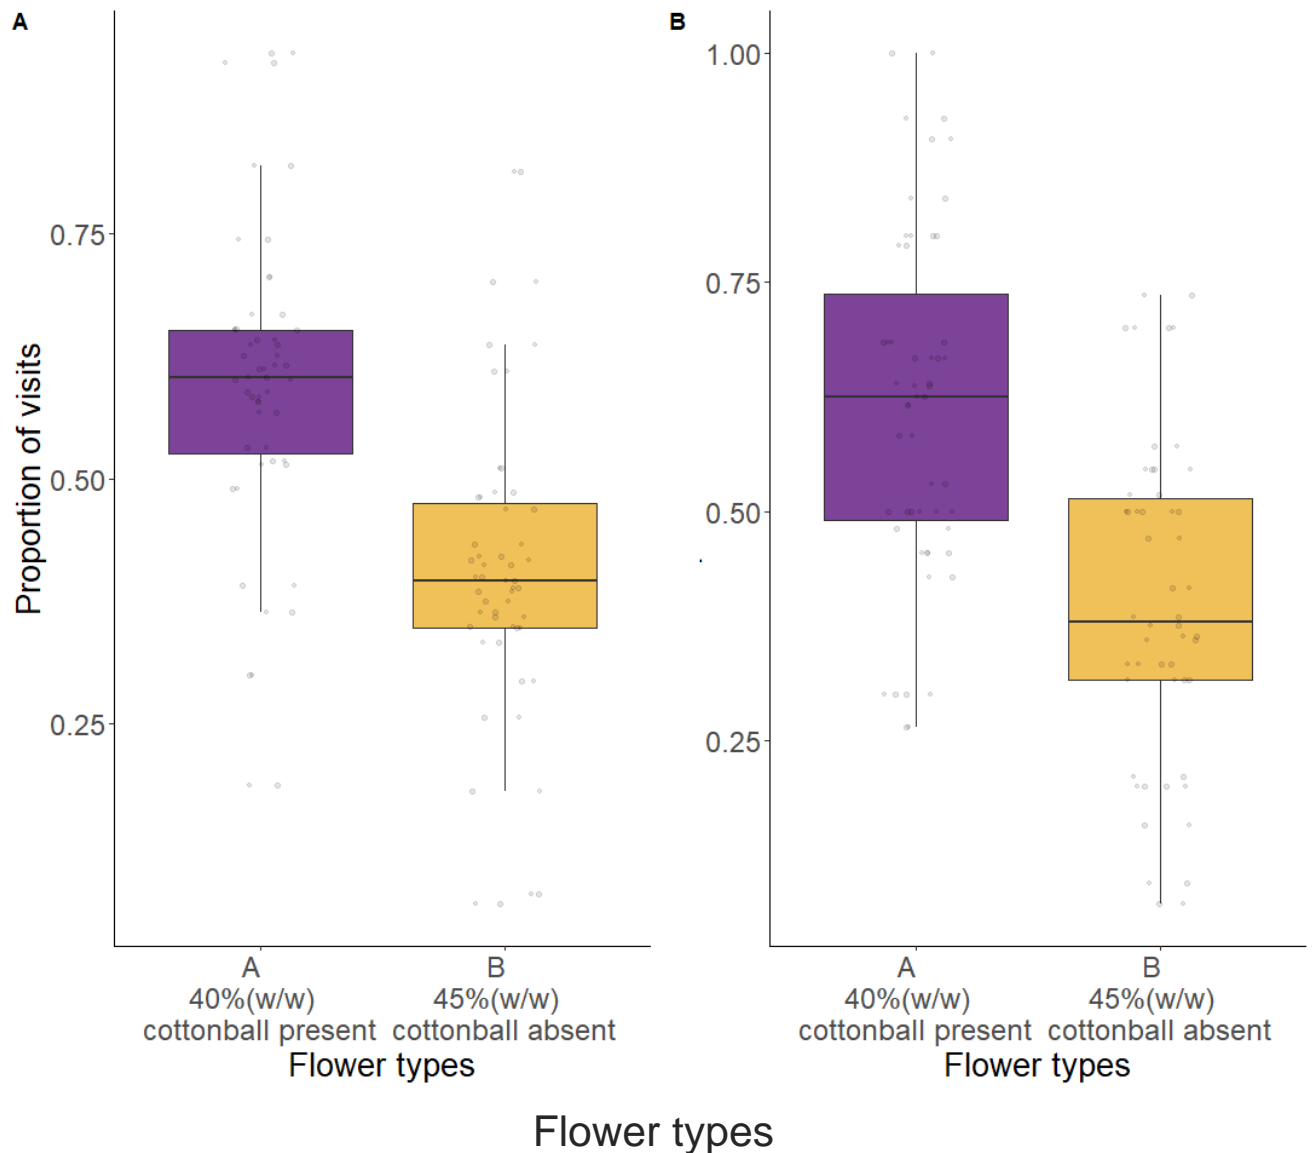 A
Proportion of visits
0.75
0.50
0.25
A
40%(w/w)
cottonball present
B
45%(w/w)
cottonball absent
Flower types
B
1.00
0.75
0.50
0.25
A
40%(w/w)
cottonball present
B
45%(w/w)
cottonball absent
Flower types
Flower types